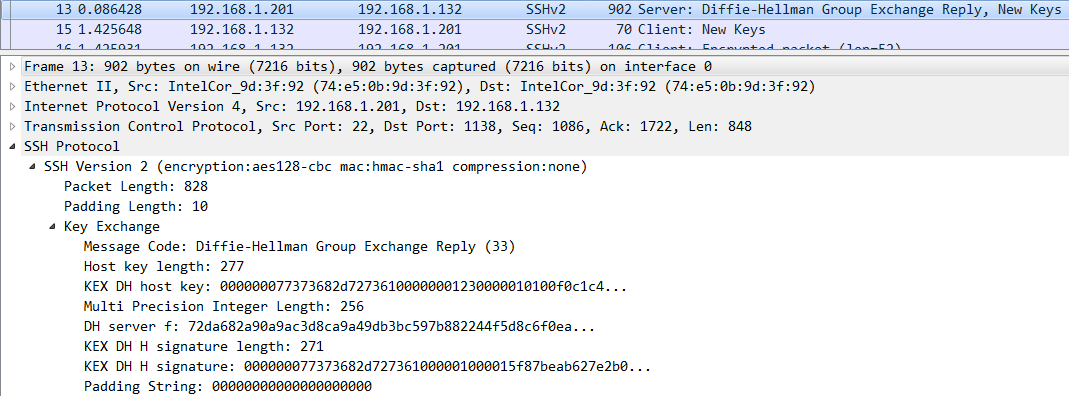 13 0.086428 192.168.1.201 192.168.1.132 SSHv2 902 Server: Diffie-Hellman Group Exchange Reply, New Keys
15 1.425648 192.168.1.132 192.168.1.201 SSHv2 70 Client: New Keys
16 1.425931 192.168.1.132 192.168.1.201 SSHv2 106 Client: Encrypted packet (len=52)
Frame 13: 902 bytes on wire (7216 bits), 902 bytes captured (7216 bits) on interface 0
Ethernet II, Src: IntelCor_9d:3f:92 (74:e5:0b:9d:3f:92), Dst: IntelCor_9d:3f:92 (74:e5:0b:9d:3f:92)
Internet Protocol Version 4, Src: 192.168.1.201, Dst: 192.168.1.132
Transmission Control Protocol, Src Port: 22, Dst Port: 1138, Seq: 1086, Ack: 1722, Len: 848
SSH Protocol
SSH Version 2 (encryption:aes128-cbc mac:hmac-sha1 compression:none)
Packet Length: 828
Padding Length: 10
Key Exchange
Message Code: Diffie-Hellman Group Exchange Reply (33)
Host key length: 277
KEX DH host key: 000000077373682d72736100000001230000010100f0c1c4...
Multi Precision Integer Length: 256
DH server f: 72da682a90a9ac3d8ca9a49db3bc597b882244f5d8c6f0ea...
KEX DH H signature length: 271
KEX DH H signature: 000000077373682d727361000001000015f87beab627e2b0...
Padding String: 00000000000000000000